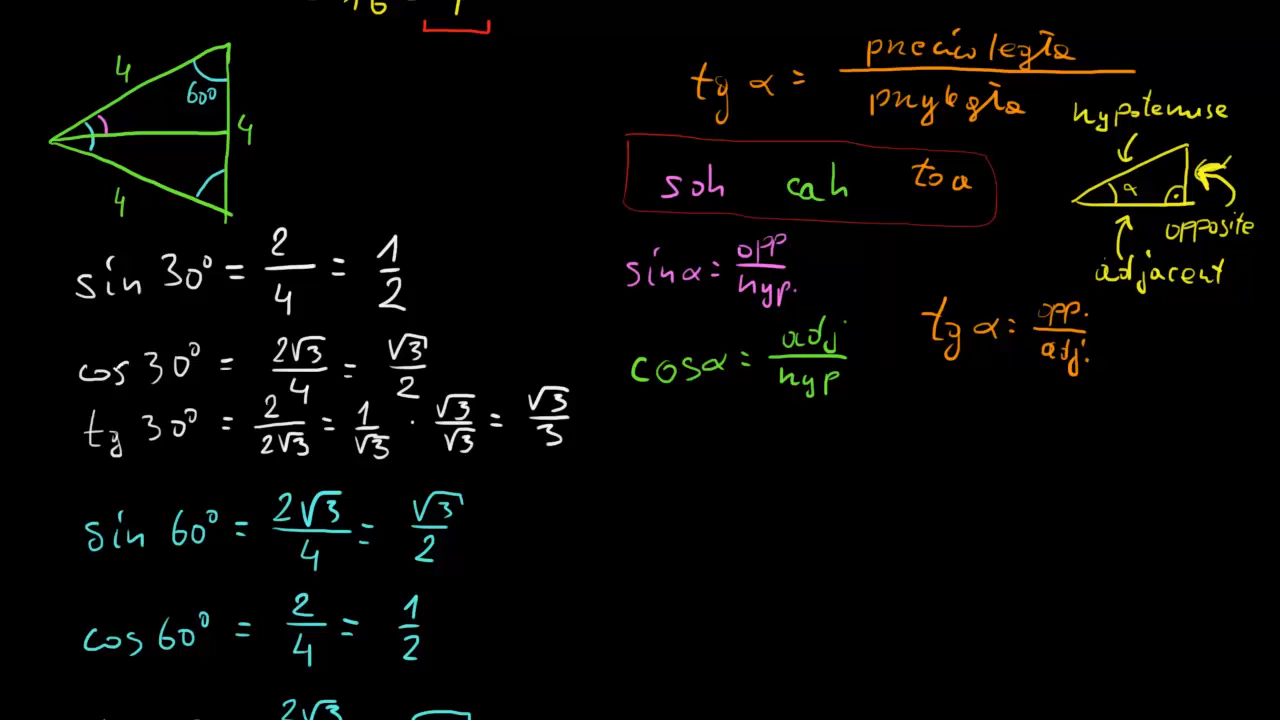 4
60°
4
4
tg α = preciwległa / przyległa
hypotenuse
α
opposite
adjacent
soh cah toa
sin α = opp / hyp.
cos α = adj / hyp
tg α = opp. / adj.
sin 30° = 2/4 = 1/2
cos 30° = 2√3/4 = √3/2
tg 30° = 2/2√3 = 1/√3 · √3/√3 = √3/3
sin 60° = 2√3/4 = √3/2
cos 60° = 2/4 = 1/2
2√3